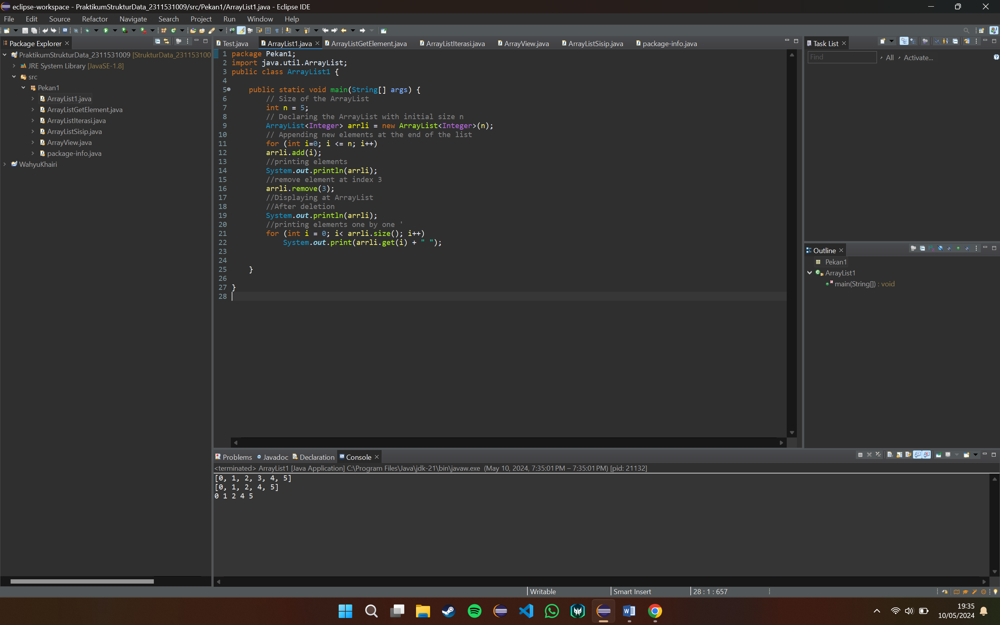 eclipse-workspace - PraktikumStrukturData_2311531009/src/Pekan1/ArrayList1.java - Eclipse IDE
File Edit Source Refactor Navigate Search Project Run Window Help
Package Explorer
PraktikumStrukturData_2311531009 [StrukturData_231153100
JRE System Library [JavaSE-1.8]
src
Pekan1
ArrayList1.java
ArrayListGetElement.java
ArrayListIterasi.java
ArrayListSisip.java
ArrayView.java
package-info.java
WahyuKhairi
Test.java ArrayList1.java ArrayListGetElement.java ArrayListIterasi.java ArrayView.java ArrayListSisip.java package-info.java
1 package Pekan1;
2 import java.util.ArrayList;
3 public class ArrayList1 {
4
5 public static void main(String[] args) {
6 // Size of the ArrayList
7 int n = 5;
8 // Declaring the ArrayList with initial size n
9 ArrayList<Integer> arrli = new ArrayList<Integer>(n);
10 // Appending new elements at the end of the list
11 for (int i=0; i <= n; i++)
12 arrli.add(i);
13 //printing elements
14 System.out.println(arrli);
15 //remove element at index 3
16 arrli.remove(3);
17 //Displaying at ArrayList
18 //After deletion
19 System.out.println(arrli);
20 //printing elements one by one '
21 for (int i = 0; i< arrli.size(); i++)
22 System.out.print(arrli.get(i) + " ");
23
24
25 }
26
27 }
28
Task List
Find All Activate...
Outline
Pekan1
ArrayList1
main(String[]) : void
Problems Javadoc Declaration Console
<terminated> ArrayList1 [Java Application] C:\Program Files\Java\jdk-21\bin\javaw.exe (May 10, 2024, 7:35:01 PM – 7:35:01 PM) [pid: 21132]
[0, 1, 2, 3, 4, 5]
[0, 1, 2, 4, 5]
0 1 2 4 5
Writable Smart Insert 28 : 1 : 657
19:35
10/05/2024